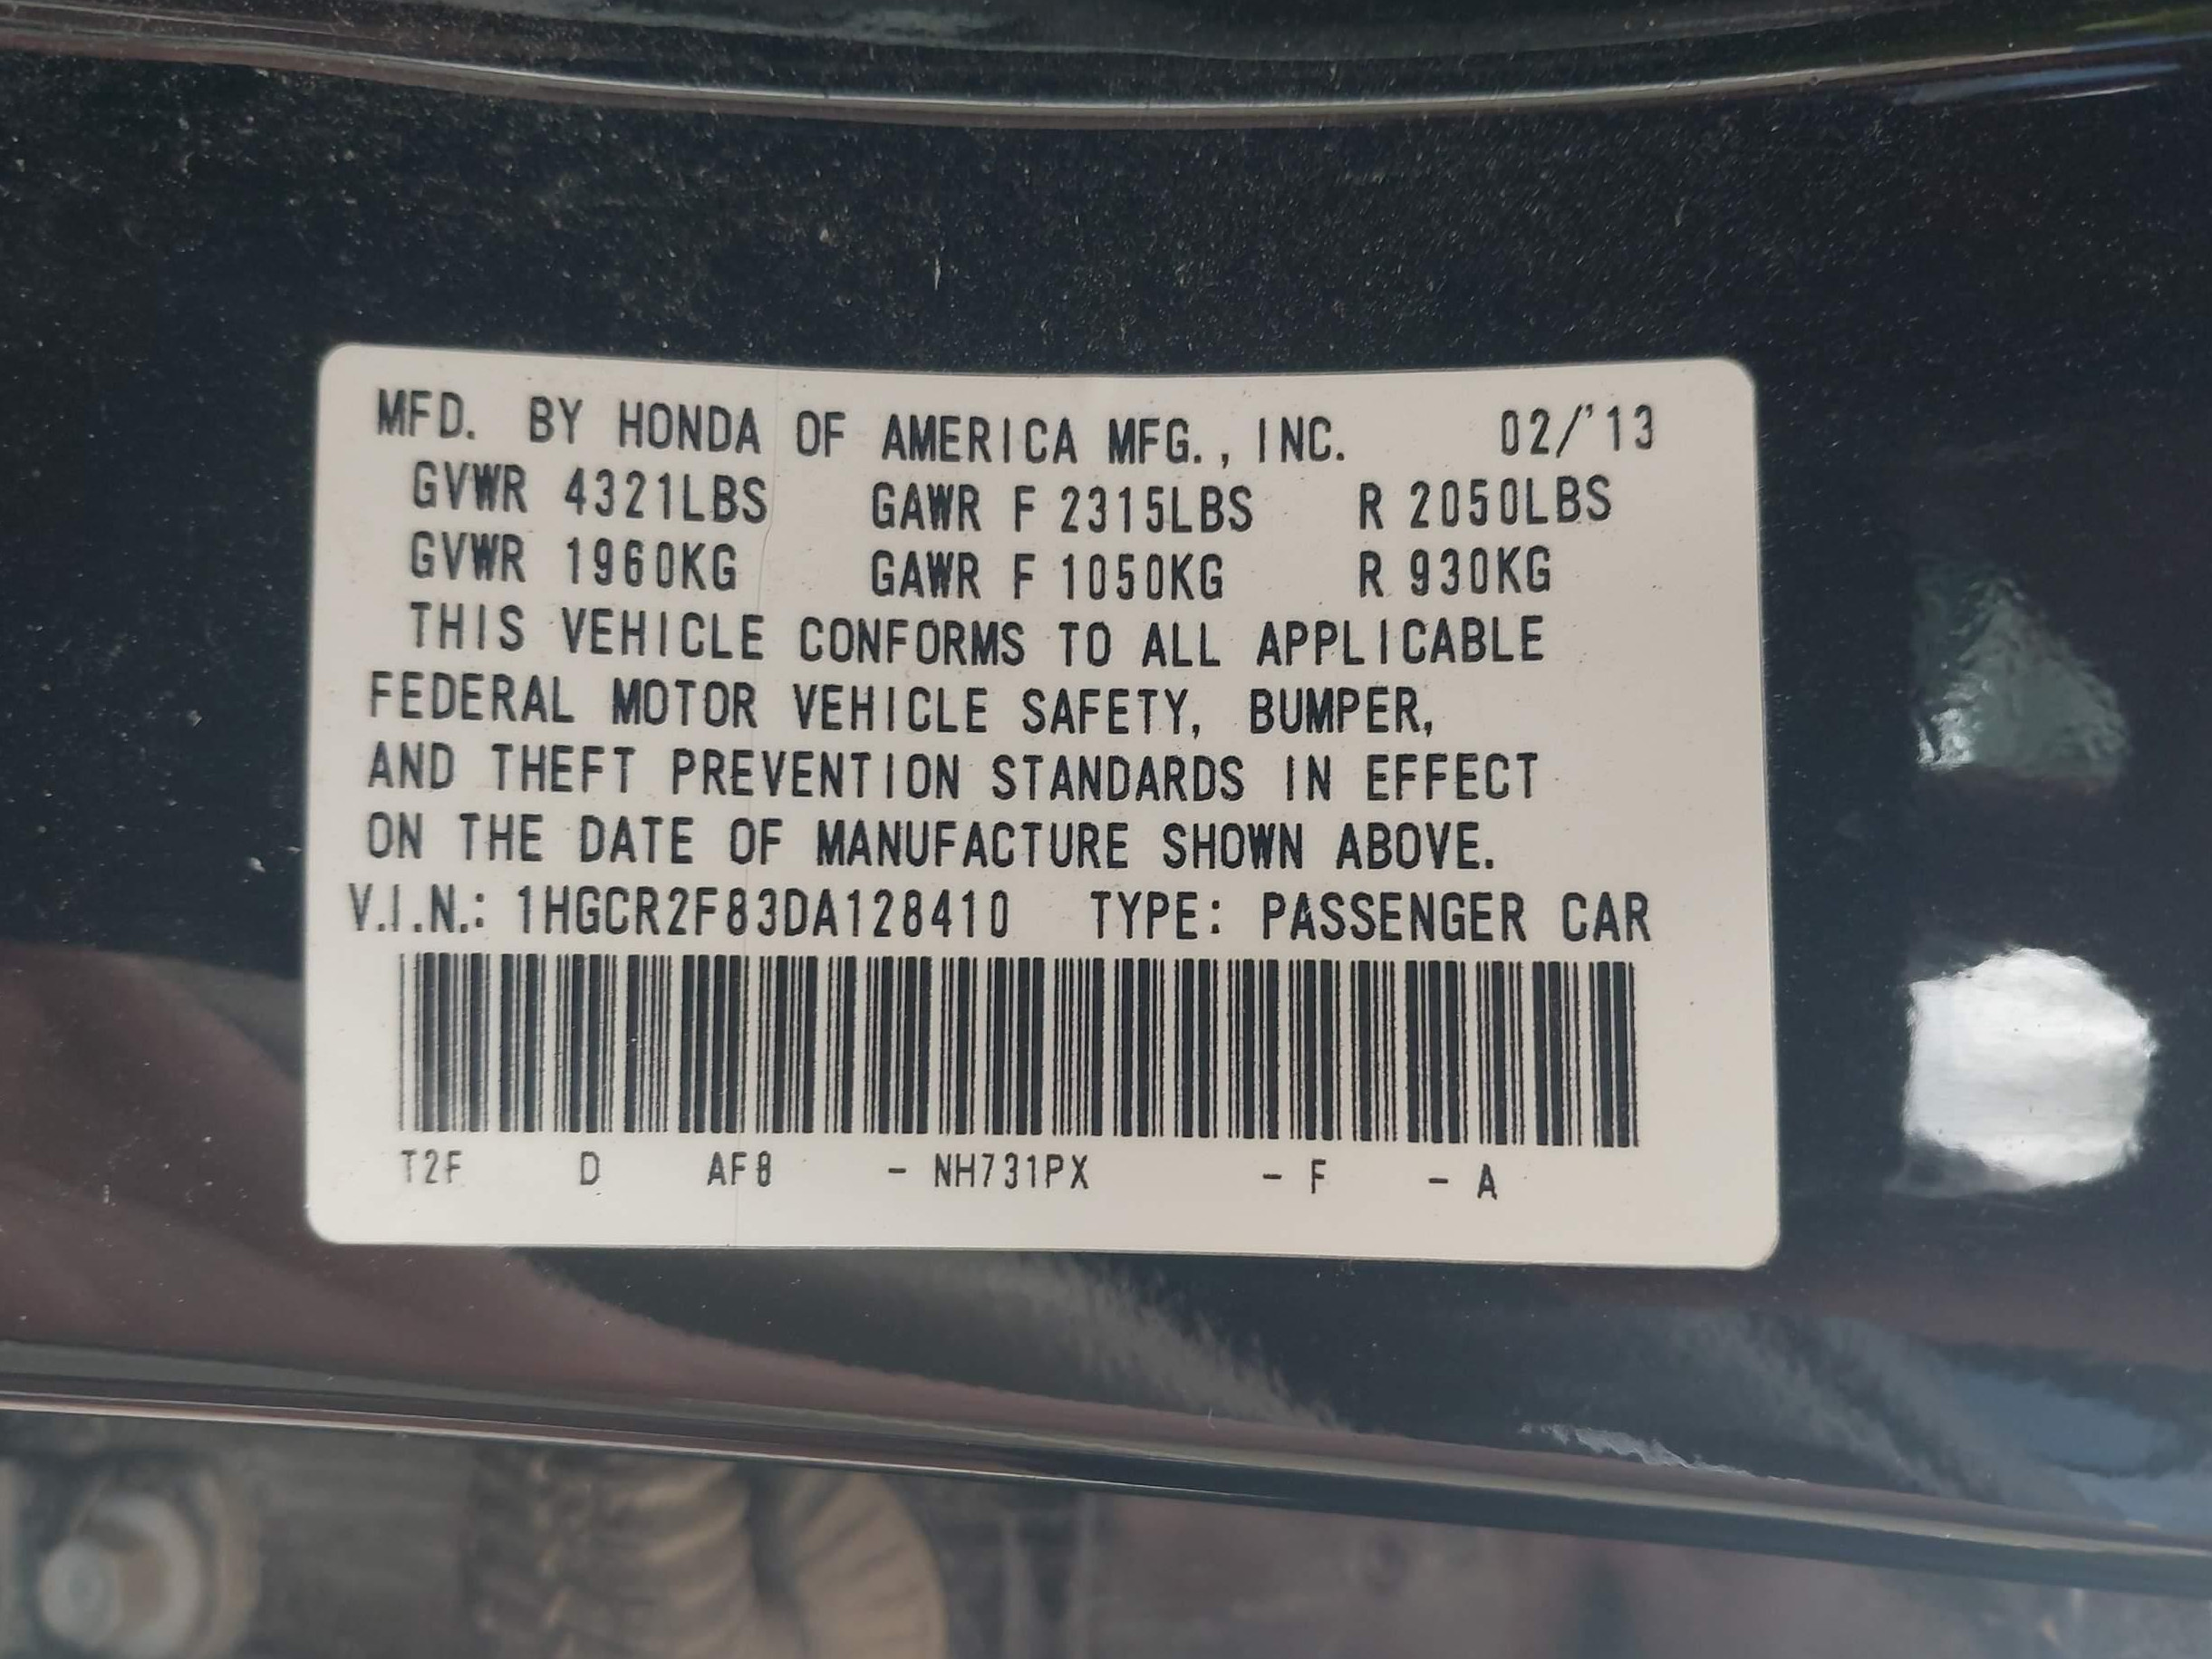 MFD. BY HONDA OF AMERICA MFG., INC. 02/'13
GVWR 4321LBS GAWR F 2315LBS R 2050LBS
GVWR 1960KG GAWR F 1050KG R 930KG
THIS VEHICLE CONFORMS TO ALL APPLICABLE
FEDERAL MOTOR VEHICLE SAFETY, BUMPER,
AND THEFT PREVENTION STANDARDS IN EFFECT
ON THE DATE OF MANUFACTURE SHOWN ABOVE.
V.I.N.: 1HGCR2F83DA128410 TYPE: PASSENGER CAR
T2F D AF8 - NH731PX - F - A